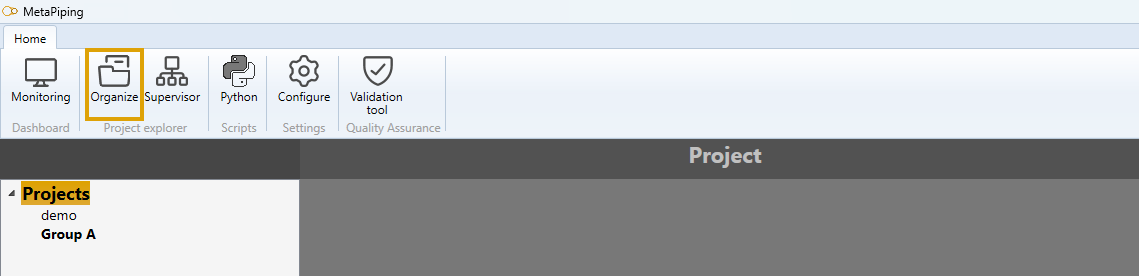 MetaPiping
Home
Monitoring
Organize
Supervisor
Python
Configure
Validation
tool
Dashboard
Project explorer
Scripts
Settings
Quality Assurance
Project
Projects
demo
Group A